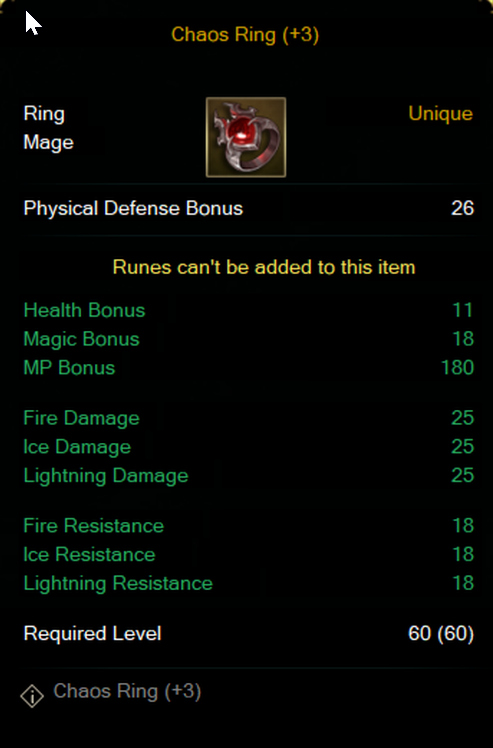 Chaos Ring (+3)
Ring Unique
Mage
Physical Defense Bonus 26
Runes can't be added to this item
Health Bonus 11
Magic Bonus 18
MP Bonus 180
Fire Damage 25
Ice Damage 25
Lightning Damage 25
Fire Resistance 18
Ice Resistance 18
Lightning Resistance 18
Required Level 60 (60)
Chaos Ring (+3)